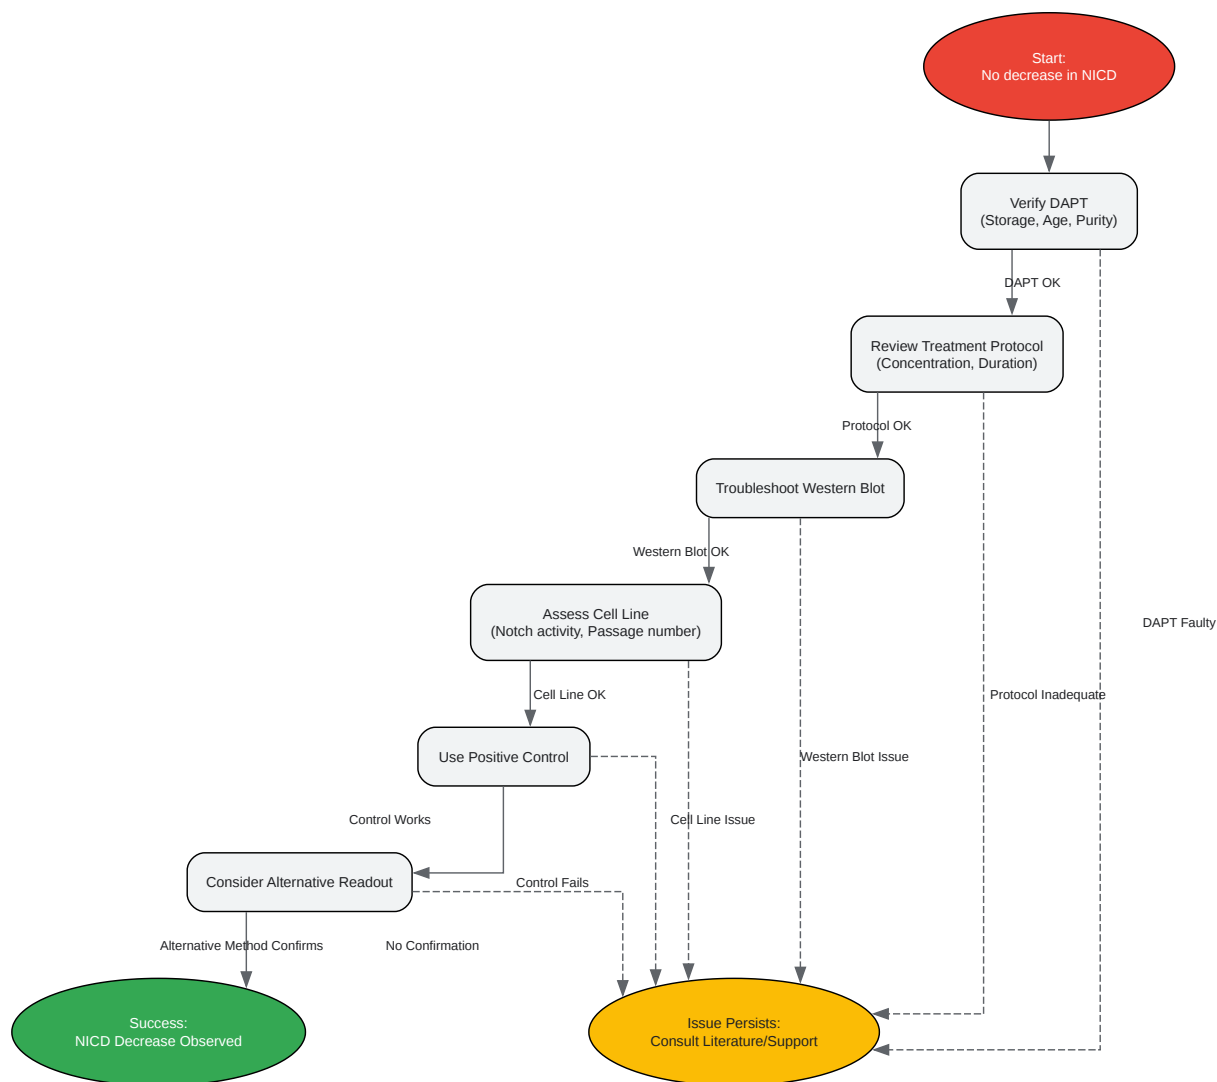 Start:
No decrease in NICD
Verify DAPT
(Storage, Age, Purity)
DAPT OK
Review Treatment Protocol
(Concentration, Duration)
Protocol OK
Troubleshoot Western Blot
Western Blot OK
Assess Cell Line
(Notch activity, Passage number)
DAPT Faulty
Cell Line OK
Protocol Inadequate
Use Positive Control
Western Blot Issue
Control Works
Cell Line Issue
Consider Alternative Readout
Control Fails
Alternative Method Confirms
No Confirmation
Success:
NICD Decrease Observed
Issue Persists:
Consult Literature/Support